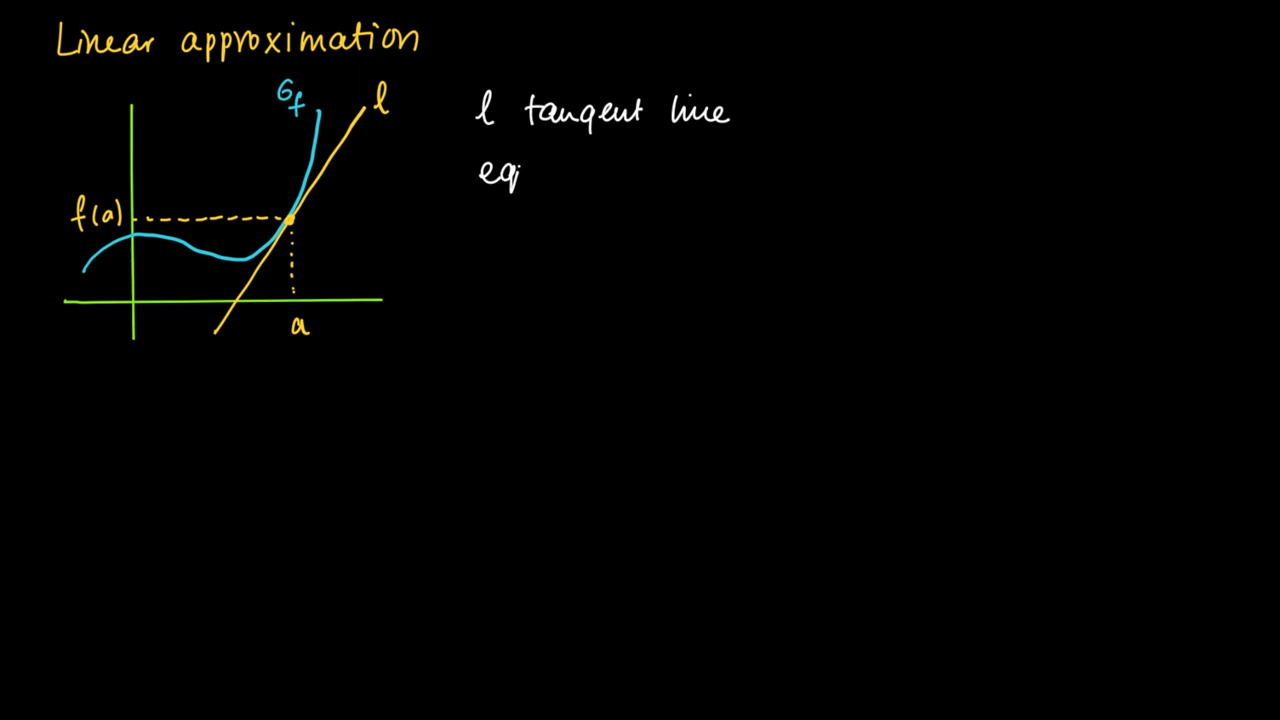 Linear approximation
G_f
l
l tangent line
f(a)
eq
a